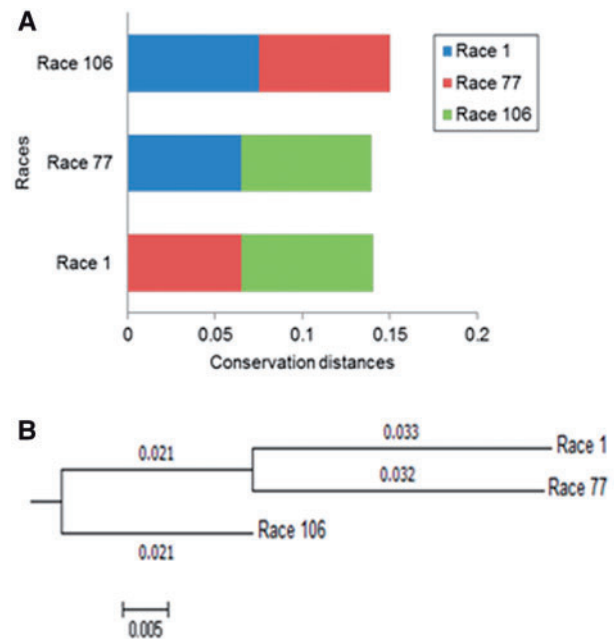 A
Race 106
Race 77
Race 1
Races
0
0.05
0.1
0.15
0.2
Conservation distances
Race 1
Race 77
Race 106
B
0.021
0.033
Race 1
0.032
Race 77
Race 106
0.021
0.005